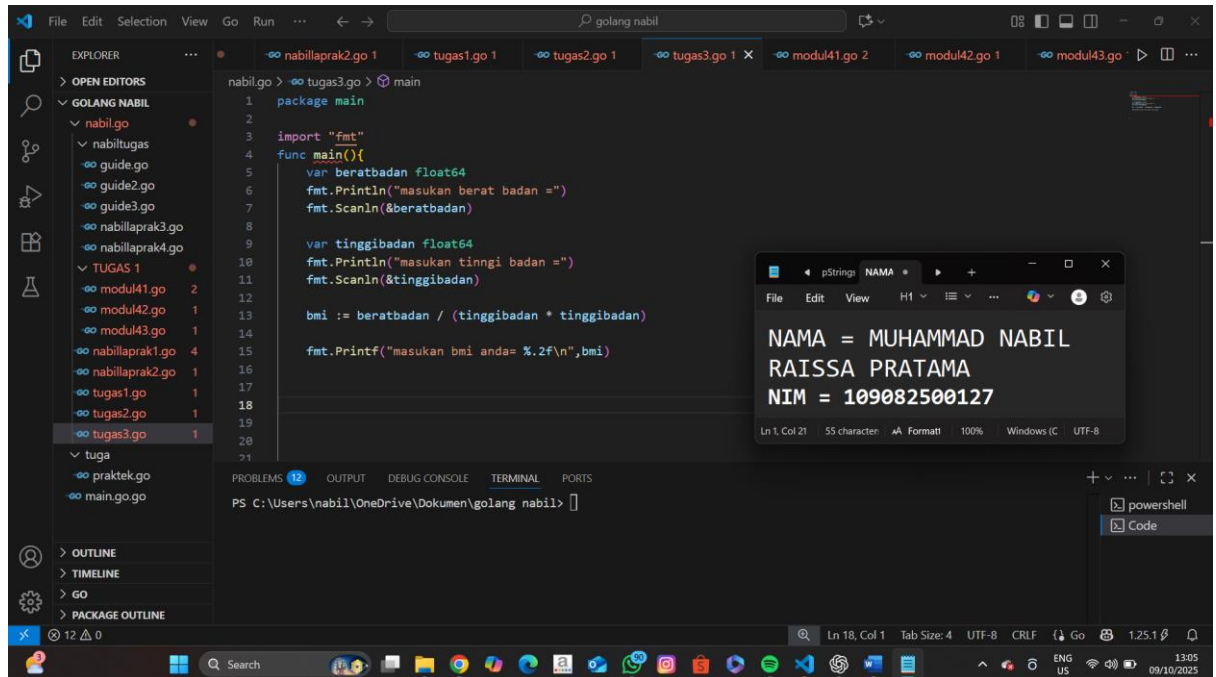 File Edit Selection View Go Run ... golang nabil
EXPLORER ...
nabillaprak2.go 1 tugas1.go 1 tugas2.go 1 tugas3.go 1 modul41.go 2 modul42.go 1 modul43.go
OPEN EDITORS
GOLANG NABIL
nabil.go
nabiltugas
guide.go
guide2.go
guide3.go
nabillaprak3.go
nabillaprak4.go
TUGAS 1
modul41.go 2
modul42.go 1
modul43.go 1
nabillaprak1.go 4
nabillaprak2.go 1
tugas1.go 1
tugas2.go 1
tugas3.go 1
tuga
praktek.go
main.go.go
OUTLINE
TIMELINE
GO
PACKAGE OUTLINE
nabil.go > tugas3.go > main
1 package main
2
3 import "fmt"
4 func main(){
5 var beratbadan float64
6 fmt.Println("masukan berat badan =")
7 fmt.Scanln(&beratbadan)
8
9 var tinggibadan float64
10 fmt.Println("masukan tinngi badan =")
11 fmt.Scanln(&tinggibadan)
12
13 bmi := beratbadan / (tinggibadan * tinggibadan)
14
15 fmt.Printf("masukan bmi anda= %.2f\n",bmi)
16
17
18
19
20
21
pStrings NAMA
File Edit View H1 ...
NAMA = MUHAMMAD NABIL
RAISSA PRATAMA
NIM = 109082500127
Ln 1, Col 21 55 character Formatt 100% Windows (C UTF-8
PROBLEMS 12 OUTPUT DEBUG CONSOLE TERMINAL PORTS
PS C:\Users\nabil\OneDrive\Dokumen\golang nabil>
powershell
Code
12 0 Ln 18, Col 1 Tab Size: 4 UTF-8 CRLF Go 1.25.1
3 Search 90 ENG US 13:05 09/10/2025